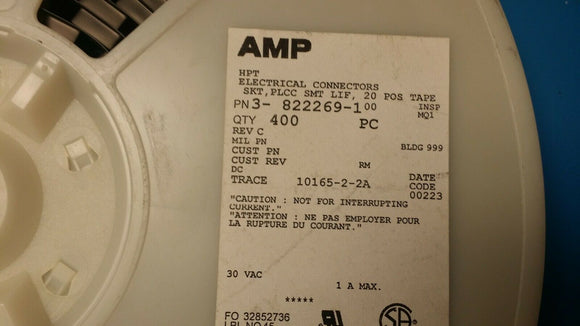 AMP
HPT
ELECTRICAL CONNECTORS
SKT, PLCC SMT LIF, 20 POS TAPE
PN 3- 822269-1 00 INSP
MQ1
QTY 400 PC
REV C
MIL PN BLDG 999
CUST PN
CUST REV RM
DC DATE
TRACE 10165-2-2A CODE
00223
"CAUTION : NOT FOR INTERRUPTING
CURRENT."
"ATTENTION : NE PAS EMPLOYER POUR
LA RUPTURE DU COURANT."
30 VAC
1 A MAX.
*****
FO 32852736
LBL NO 45